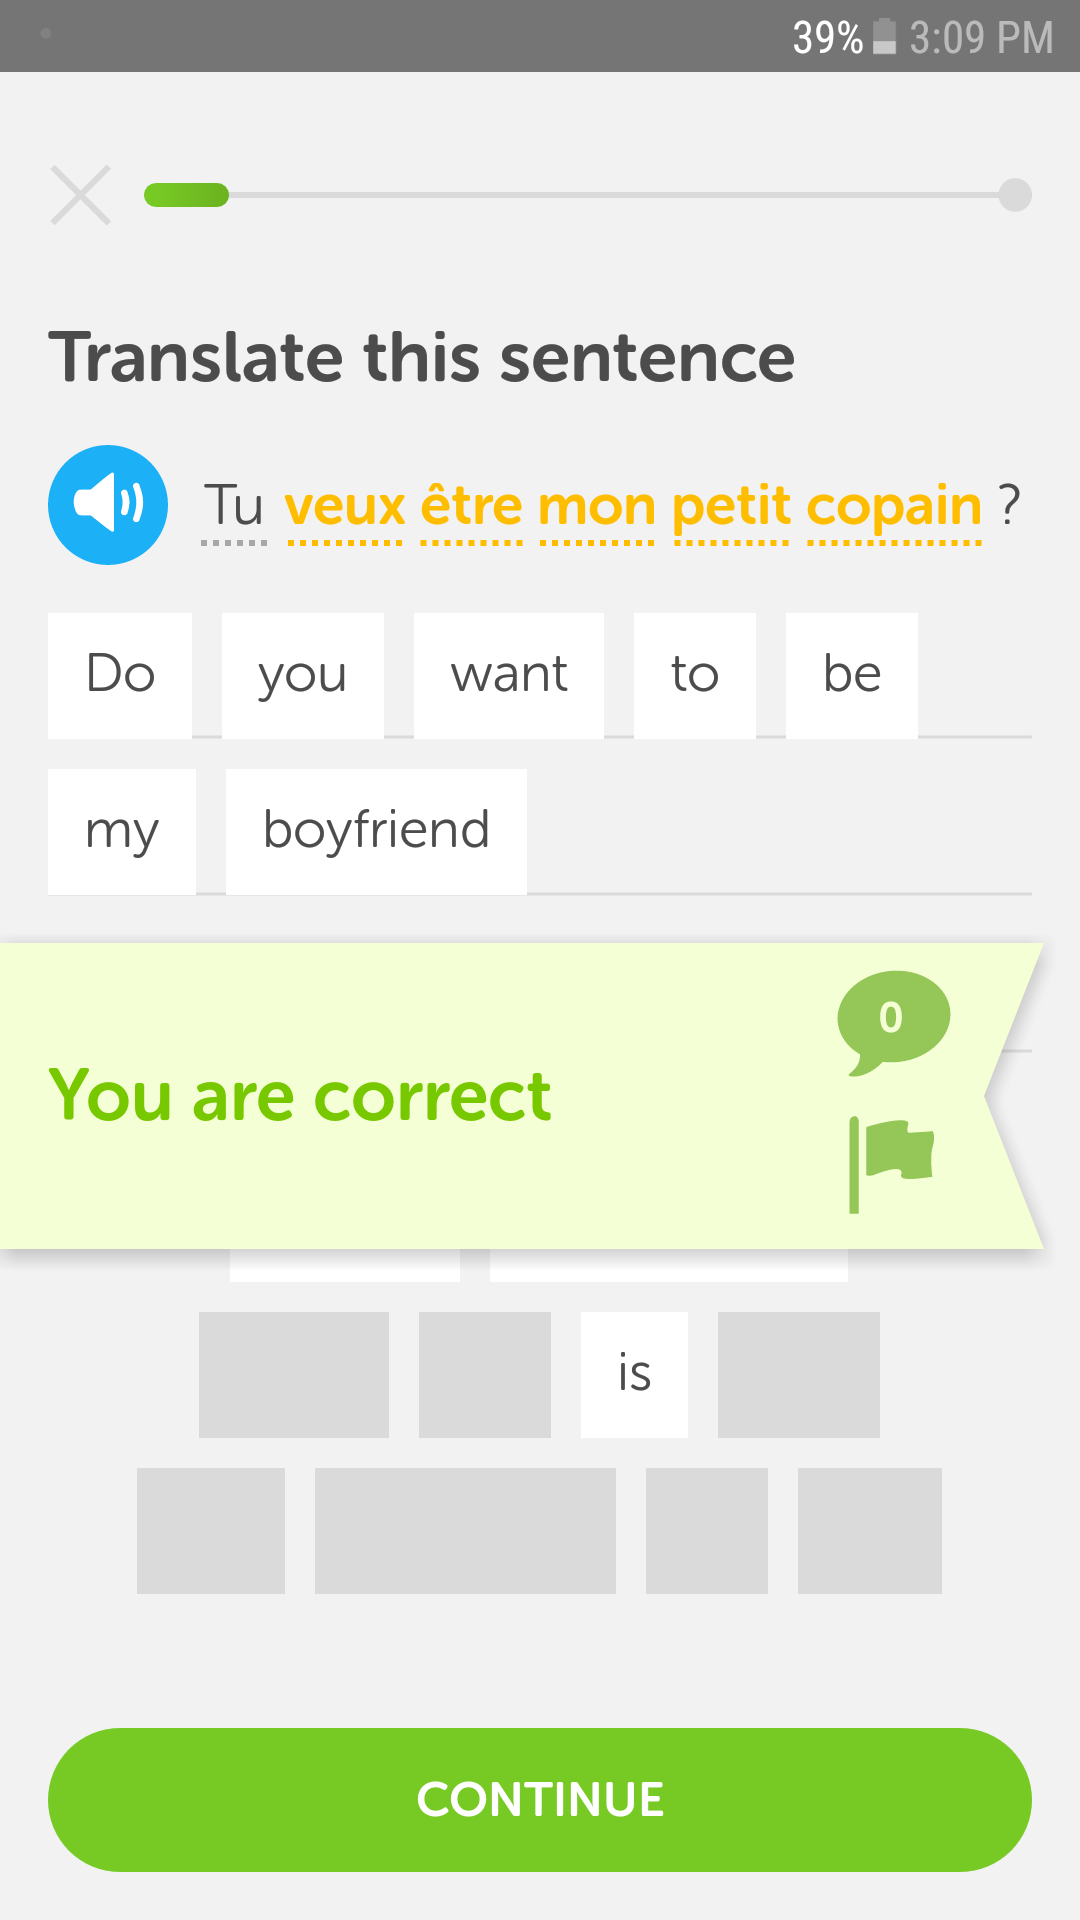 39% 3:09 PM
Translate this sentence
Tu veux être mon petit copain ?
Do you want to be
my boyfriend
0
You are correct
is
CONTINUE